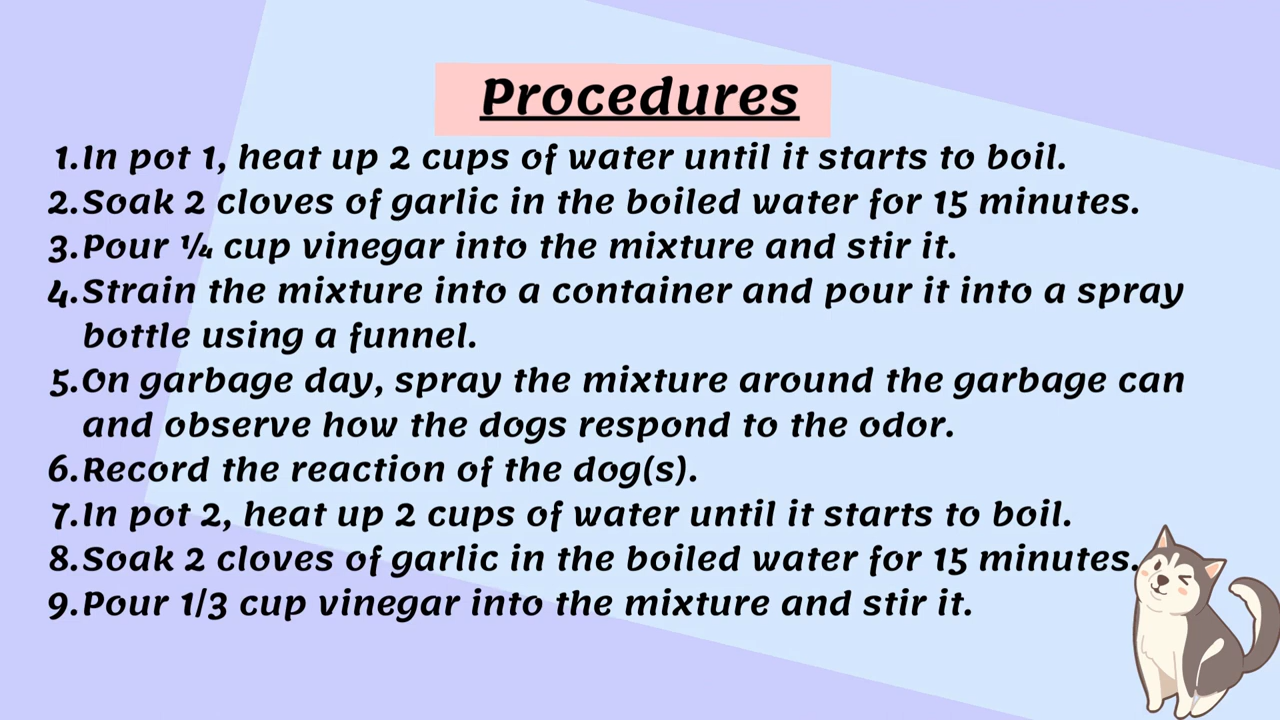 Procedures
1.In pot 1, heat up 2 cups of water until it starts to boil.
2.Soak 2 cloves of garlic in the boiled water for 15 minutes.
3.Pour ¼ cup vinegar into the mixture and stir it.
4.Strain the mixture into a container and pour it into a spray
bottle using a funnel.
5.On garbage day, spray the mixture around the garbage can
and observe how the dogs respond to the odor.
6.Record the reaction of the dog(s).
7.In pot 2, heat up 2 cups of water until it starts to boil.
8.Soak 2 cloves of garlic in the boiled water for 15 minutes.
9.Pour 1/3 cup vinegar into the mixture and stir it.